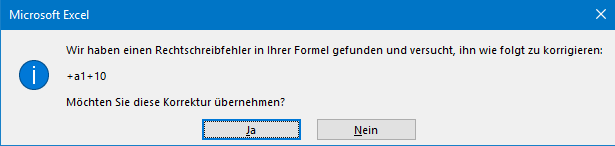 Microsoft Excel
Wir haben einen Rechtschreibfehler in Ihrer Formel gefunden und versucht, ihn wie folgt zu korrigieren:
+a1+10
Möchten Sie diese Korrektur übernehmen?
Ja
Nein